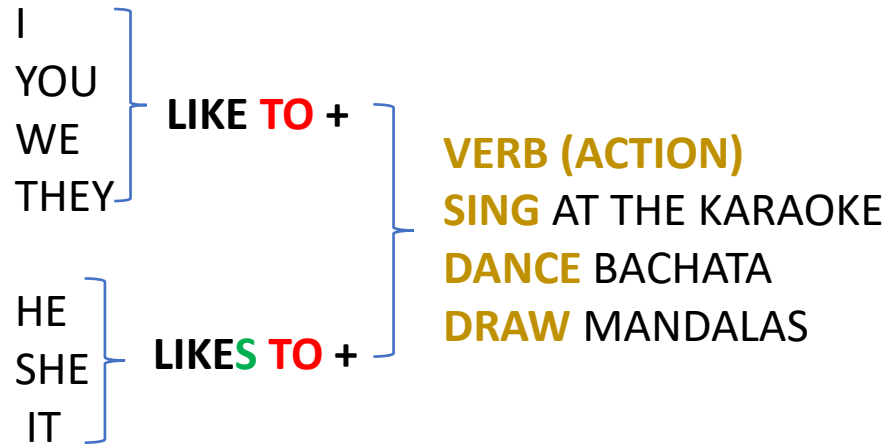 I
YOU
WE
THEY
LIKE TO +
HE
SHE
IT
LIKES TO +
VERB (ACTION)
SING AT THE KARAOKE
DANCE BACHATA
DRAW MANDALAS